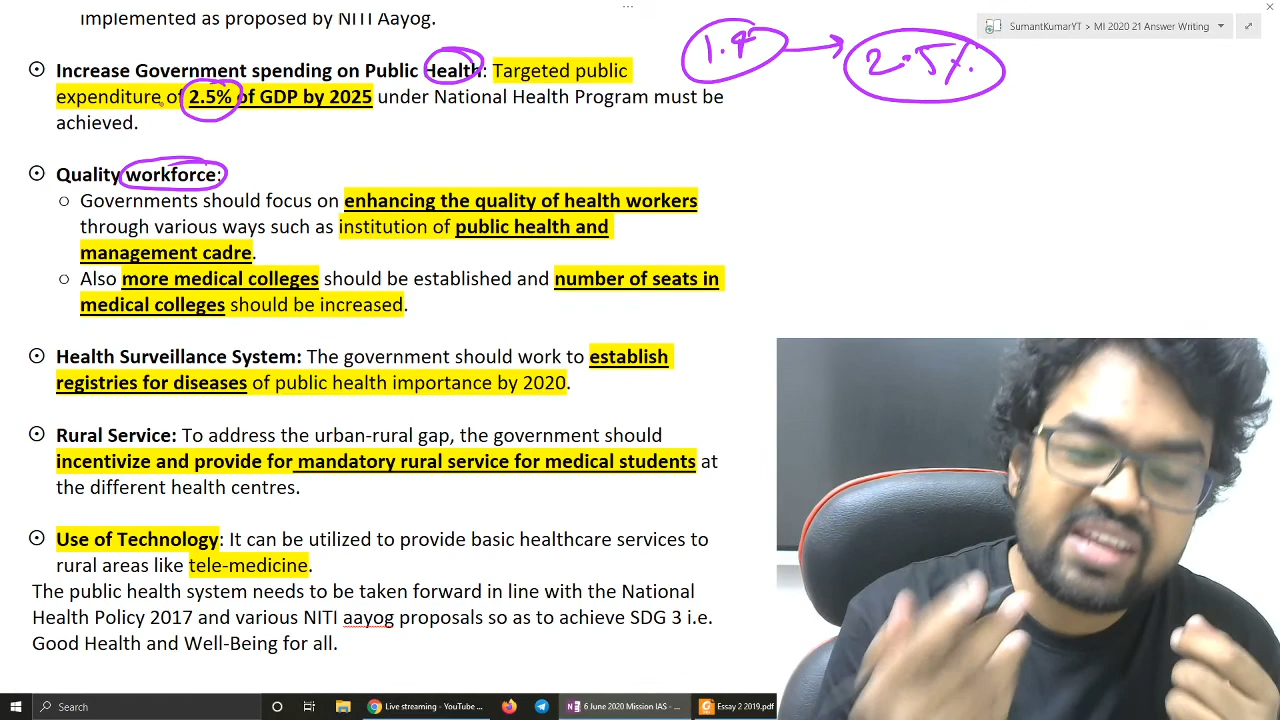 implemented as proposed by NITI Aayog.
SumantKumarYT > MI 2020 21 Answer Writing
2.5%
Increase Government spending on Public Health: Targeted public
expenditure of 2.5% of GDP by 2025 under National Health Program must be
achieved.
Quality workforce:
Governments should focus on enhancing the quality of health workers
through various ways such as institution of public health and
management cadre.
Also more medical colleges should be established and number of seats in
medical colleges should be increased.
Health Surveillance System: The government should work to establish
registries for diseases of public health importance by 2020.
Rural Service: To address the urban-rural gap, the government should
incentivize and provide for mandatory rural service for medical students at
the different health centres.
Use of Technology: It can be utilized to provide basic healthcare services to
rural areas like tele-medicine.
The public health system needs to be taken forward in line with the National
Health Policy 2017 and various NITI aayog proposals so as to achieve SDG 3 i.e.
Good Health and Well-Being for all.
Search
Live streaming - YouTube ...
6 June 2020 Mission IAS - ...
Essay 2 2019.pdf